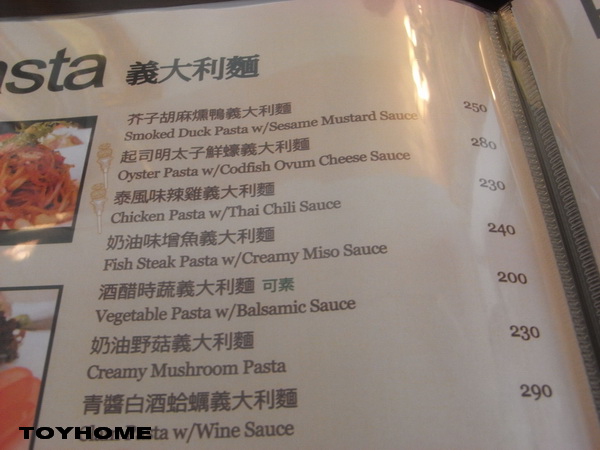 asta 義大利麵
芥子胡麻燻鴨義大利麵 250
Smoked Duck Pasta w/Sesame Mustard Sauce
起司明太子鮮蠔義大利麵 280
Oyster Pasta w/Codfish Ovum Cheese Sauce
泰風味辣雞義大利麵 230
Chicken Pasta w/Thai Chili Sauce
奶油味增魚義大利麵 240
Fish Steak Pasta w/Creamy Miso Sauce
酒醋時蔬義大利麵 可素 200
Vegetable Pasta w/Balsamic Sauce
奶油野菇義大利麵 230
Creamy Mushroom Pasta
青醬白酒蛤蠣義大利麵 290
Pasta w/Wine Sauce
TOYHOME